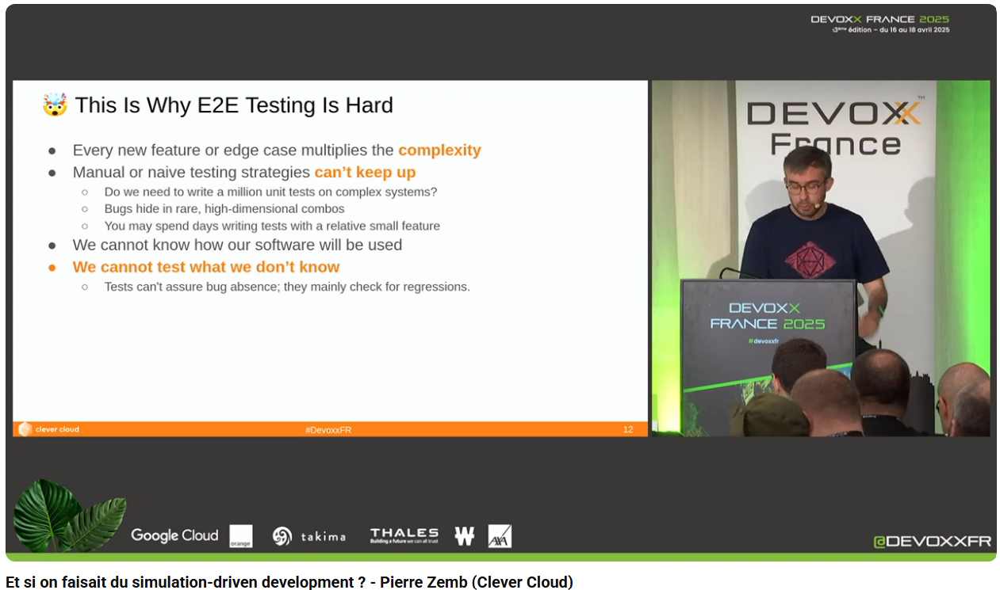 DEVOXX FRANCE 2025
13ème édition – du 16 au 18 avril 2025
🤯 This Is Why E2E Testing Is Hard
● Every new feature or edge case multiplies the complexity
● Manual or naive testing strategies can't keep up
○ Do we need to write a million unit tests on complex systems?
○ Bugs hide in rare, high-dimensional combos
○ You may spend days writing tests with a relative small feature
● We cannot know how our software will be used
● We cannot test what we don't know
○ Tests can't assure bug absence; they mainly check for regressions.
clever cloud
#DevoxxFR
12
DEVOXX™
France
DEVOXX
FRANCE 2025
#devoxxfr
Google Cloud
orange
takima
THALES
Building a future we can all trust
W
AXA
@DEVOXXFR
Et si on faisait du simulation-driven development ? - Pierre Zemb (Clever Cloud)